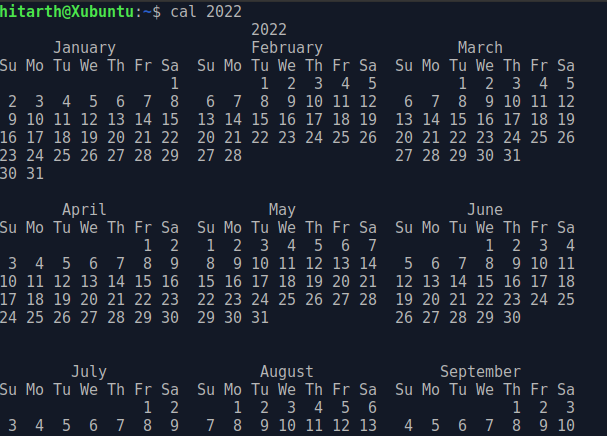 hitarth@Xubuntu:~$ cal 2022
                            2022
      January               February               March
Su Mo Tu We Th Fr Sa  Su Mo Tu We Th Fr Sa  Su Mo Tu We Th Fr Sa
                   1         1  2  3  4  5         1  2  3  4  5
 2  3  4  5  6  7  8   6  7  8  9 10 11 12   6  7  8  9 10 11 12
 9 10 11 12 13 14 15  13 14 15 16 17 18 19  13 14 15 16 17 18 19
16 17 18 19 20 21 22  20 21 22 23 24 25 26  20 21 22 23 24 25 26
23 24 25 26 27 28 29  27 28                 27 28 29 30 31
30 31

       April                  May                   June
Su Mo Tu We Th Fr Sa  Su Mo Tu We Th Fr Sa  Su Mo Tu We Th Fr Sa
                1  2   1  2  3  4  5  6  7            1  2  3  4
 3  4  5  6  7  8  9   8  9 10 11 12 13 14   5  6  7  8  9 10 11
10 11 12 13 14 15 16  15 16 17 18 19 20 21  12 13 14 15 16 17 18
17 18 19 20 21 22 23  22 23 24 25 26 27 28  19 20 21 22 23 24 25
24 25 26 27 28 29 30  29 30 31              26 27 28 29 30

        July                 August              September
Su Mo Tu We Th Fr Sa  Su Mo Tu We Th Fr Sa  Su Mo Tu We Th Fr Sa
                1  2      1  2  3  4  5  6               1  2  3
 3  4  5  6  7  8  9   7  8  9 10 11 12 13   4  5  6  7  8  9 10